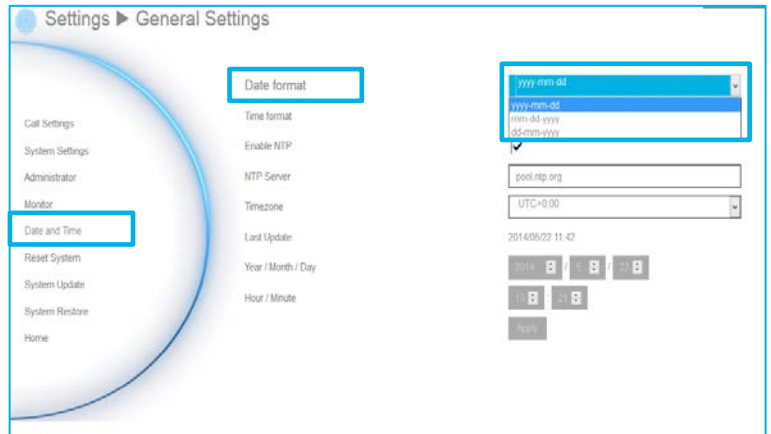 Settings ▶ General Settings
Call Settings
System Settings
Administrator
Monitor
Date and Time
Reset System
System Update
System Restore
Home
Date format
yyyy-mm-dd
yyyy-mm-dd
mm-dd-yyyy
dd-mm-yyyy
Time format
Enable NTP
NTP Server
pool.ntp.org
Timezone
UTC+0:00
Last Update
2014/05/22 11:42
Year / Month / Day
2014 / 5 / 22
Hour / Minute
13 : 21
Apply